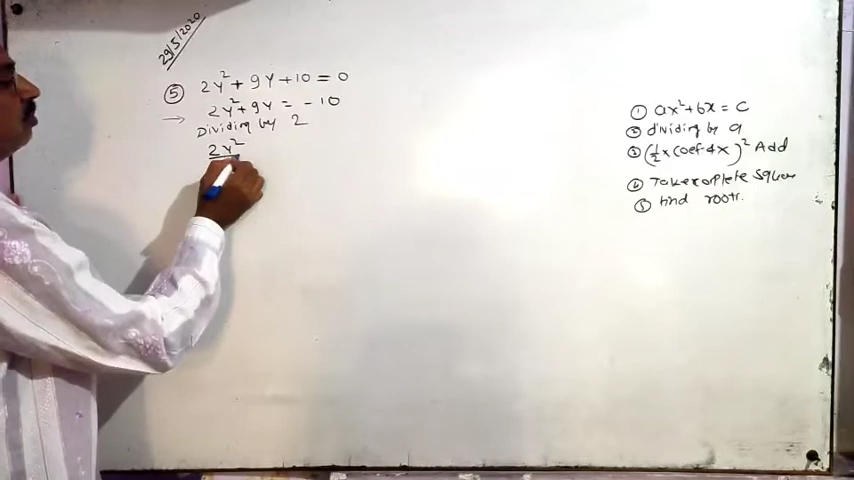 29/5/2020
⑤ 2y² + 9y + 10 = 0
2y² + 9y = - 10
→ Dividing by 2
2y²
① ax² + bx = c
② dividing by a
③ (½ x coef. of x)² Add
④ Take complete square
⑤ find roots.